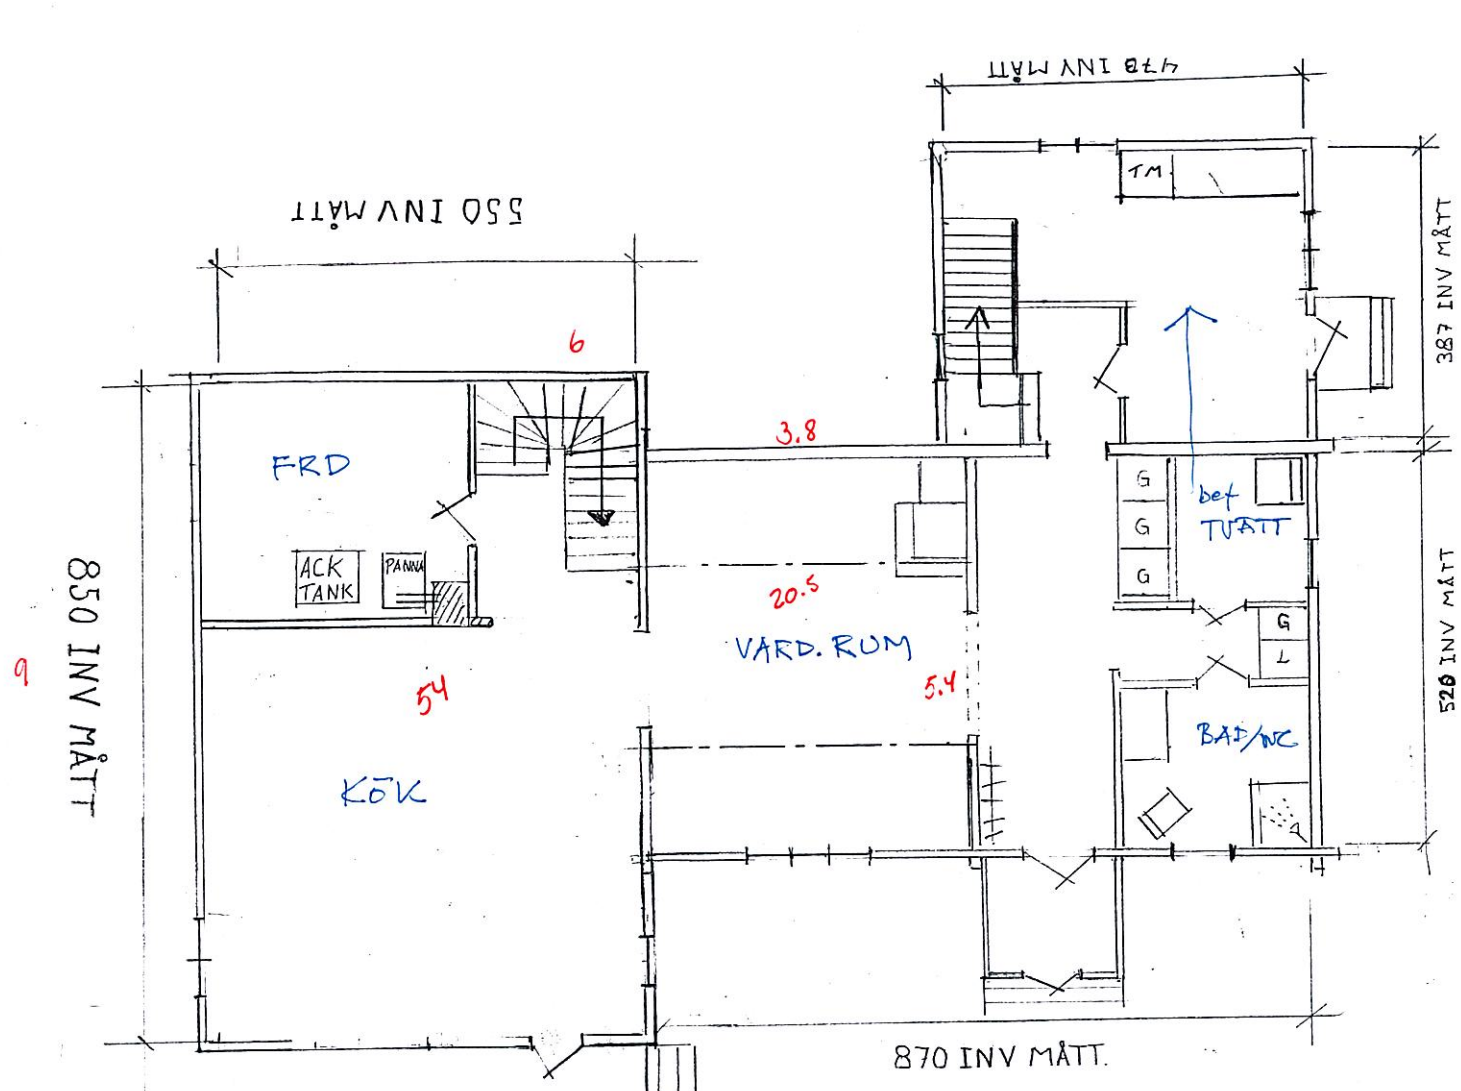 478 INV MÅTT
550 INV MÅTT
TM
387 INV MÅTT
6
3.8
FRD
G
bef
TVÄTT
G
G
ACK
TANK
PANNA
20.5
G
L
VARD. RUM
850 INV MÅTT
9
54
5.4
520 INV MÅTT
BAD/WC
KÖK
870 INV MÅTT.